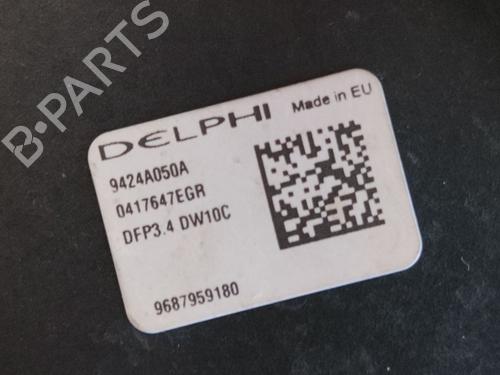 B-PARTS
DELPHI Made in EU
9424A050A
0417647EGR
DFP3.4 DW10C
9687959180